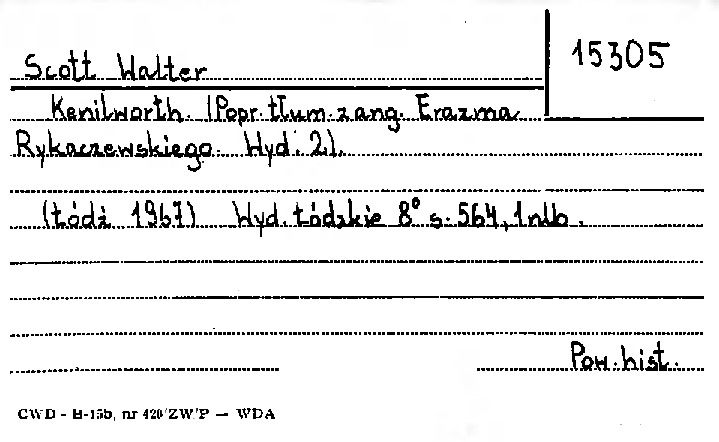 15305
Scott Walter
Kenilworth. (Popr. tłum. z ang. Erazma
Rykaczewskiego. Wyd. 2).
(Łódź 1967) Wyd. Łódzkie 8° s. 564, 1 nlb.
Pow. hist.
CWD - H-15b, nr 420/ZW/P — WDA